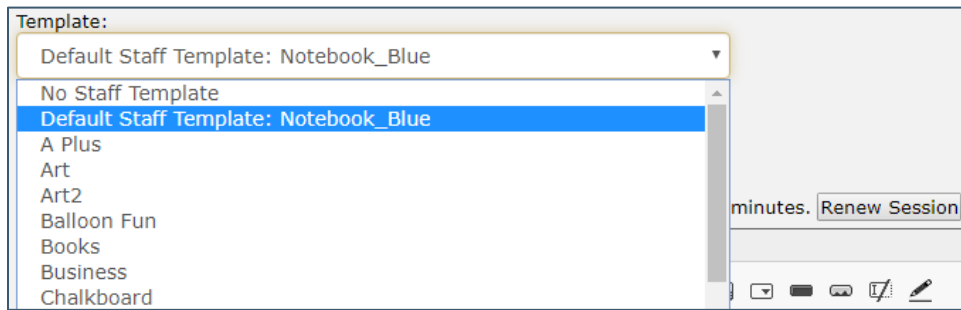 Template:
Default Staff Template: Notebook_Blue
No Staff Template
Default Staff Template: Notebook_Blue
A Plus
Art
Art2
Balloon Fun
Books
Business
Chalkboard
minutes. Renew Session